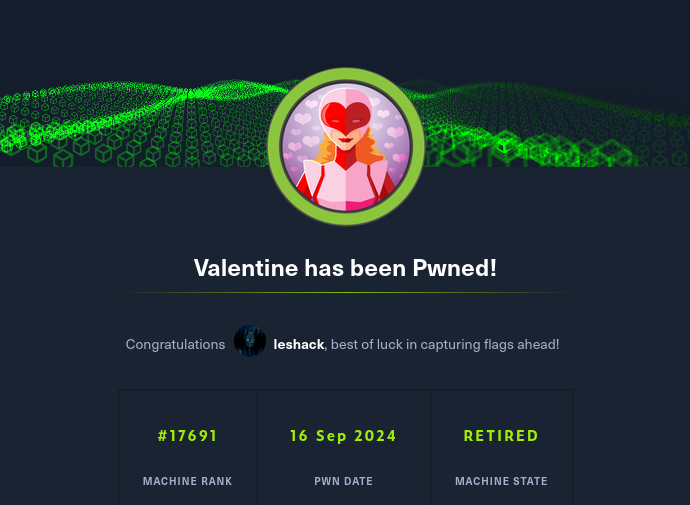 Valentine has been Pwned!
Congratulations leshack, best of luck in capturing flags ahead!
#17691 16 Sep 2024 RETIRED
MACHINE RANK PWN DATE MACHINE STATE